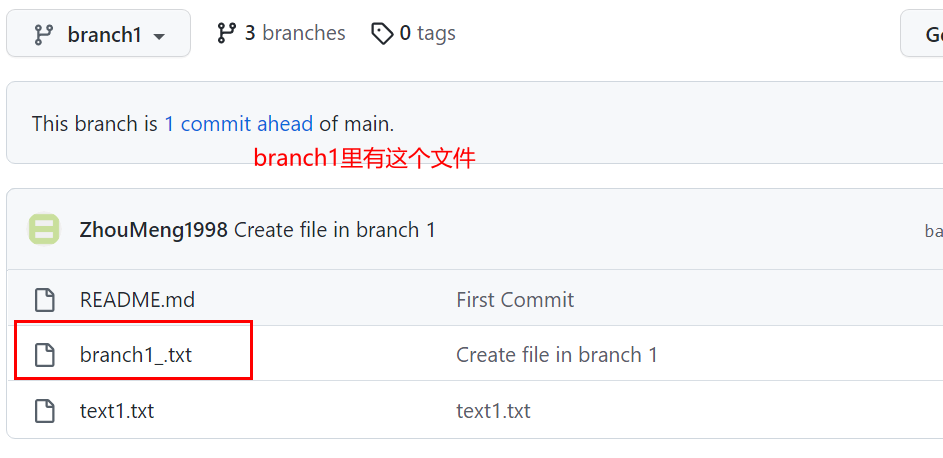 branch1 3 branches 0 tags G
This branch is 1 commit ahead of main.
branch1里有这个文件
ZhouMeng1998 Create file in branch 1 ba
README.md First Commit
branch1_.txt Create file in branch 1
text1.txt text1.txt